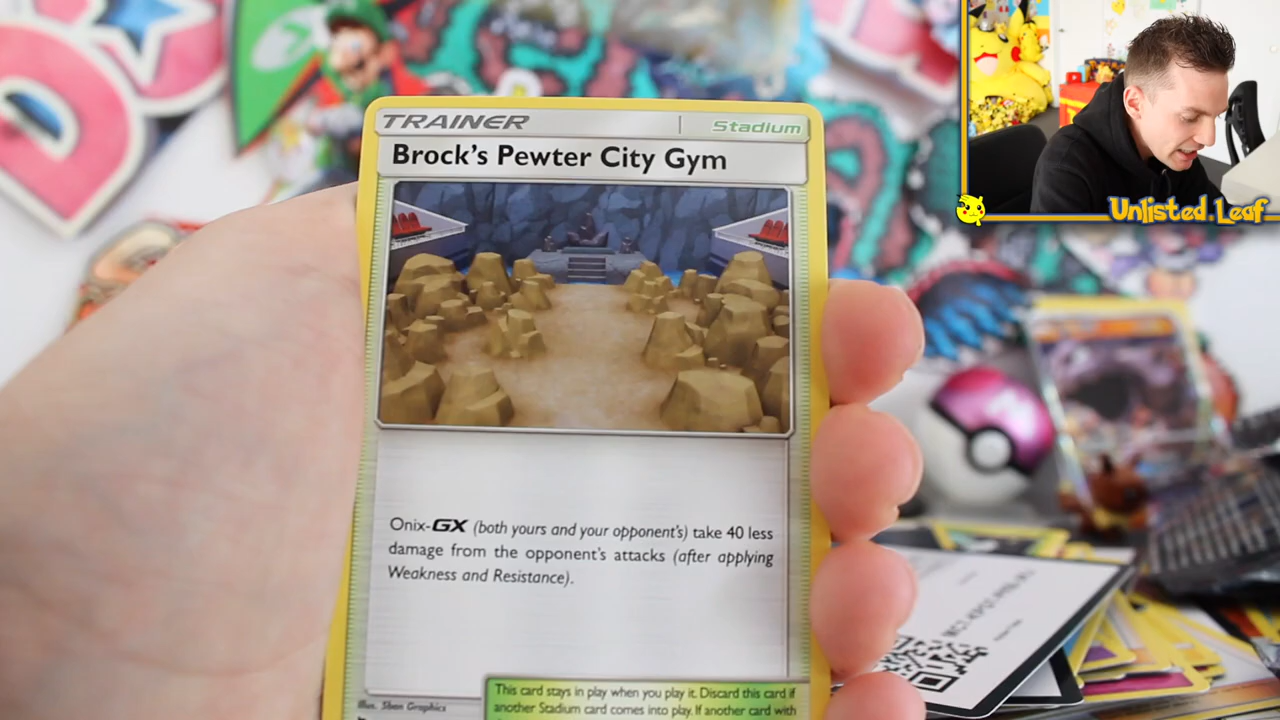 TRAINER
Stadium
Brock's Pewter City Gym
Onix-GX (both yours and your opponent's) take 40 less
damage from the opponent's attacks (after applying
Weakness and Resistance).
Illus. Sban Graphics
This card stays in play when you play it. Discard this card if
another Stadium card comes into play. If another card with
Unlisted.Leaf